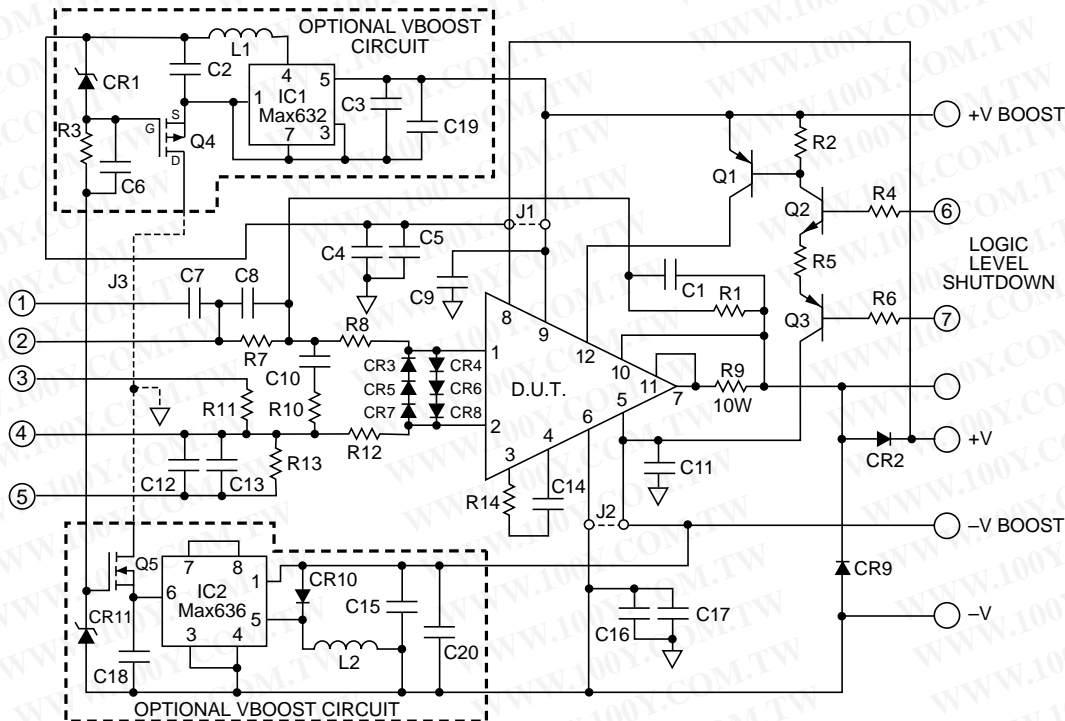 OPTIONAL VBOOST
CIRCUIT
L1
C2
CR1
4
5
IC1
Max632
1
7
3
C3
C19
S
G
D
Q4
R3
C6
+V BOOST
R2
Q1
Q2
R4
6
R5
LOGIC
LEVEL
SHUTDOWN
Q3
R6
7
J1
C4
C5
C9
C1
R1
J3
1
C7
C8
2
R7
R8
3
C10
CR3
CR4
CR5
CR6
CR7
CR8
R11
R10
4
R12
C12
C13
R13
5
8
9
12
10
11
7
1
D.U.T.
2
3
4
6
5
R9
10W
R14
C14
C11
CR2
+V
J2
–V BOOST
CR9
–V
C16
C17
Q5
7
8
IC2
Max636
6
1
5
3
4
CR10
C15
L2
C20
CR11
C18
OPTIONAL VBOOST CIRCUIT
WWW.100Y.COM.TW